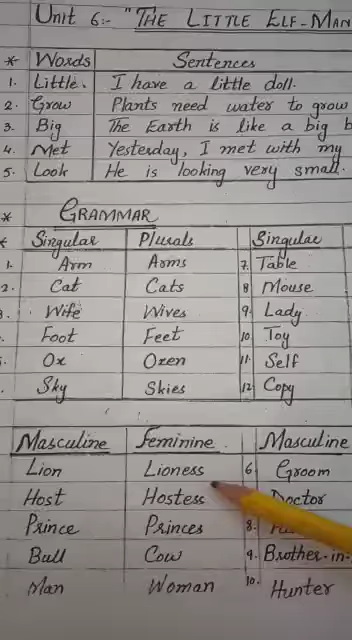 Unit 6:- "The Little Elf-Man
* Words Sentences
1. Little. I have a little doll.
2. Grow Plants need water to grow
3. Big The Earth is like a big b
4. Met Yesterday, I met with my
5. Look He is looking very small.
* Grammar
* Singular Plurals Singular
1. Arm Arms 7. Table
2. Cat Cats 8 Mouse
3. Wife Wives 9. Lady
. Foot Feet 10. Toy
5. Ox Oxen 11. Self
. Sky Skies 12. Copy
Masculine Feminine Masculine
Lion Lioness 6. Groom
Host Hostess Doctor
Prince Princes 8.
Bull Cow 9. Brother-in-
Man Woman 10. Hunter